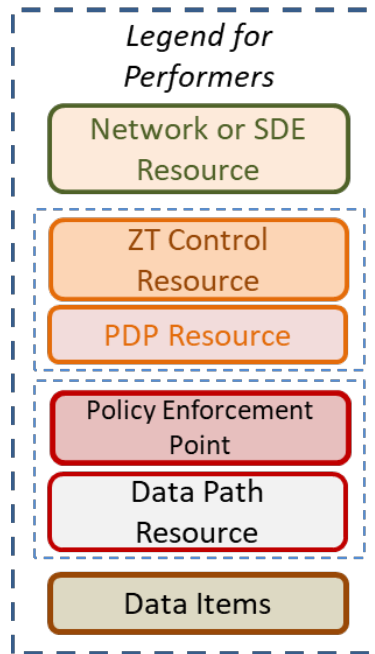 Legend for
Performers
Network or SDE
Resource
ZT Control
Resource
PDP Resource
Policy Enforcement
Point
Data Path
Resource
Data Items